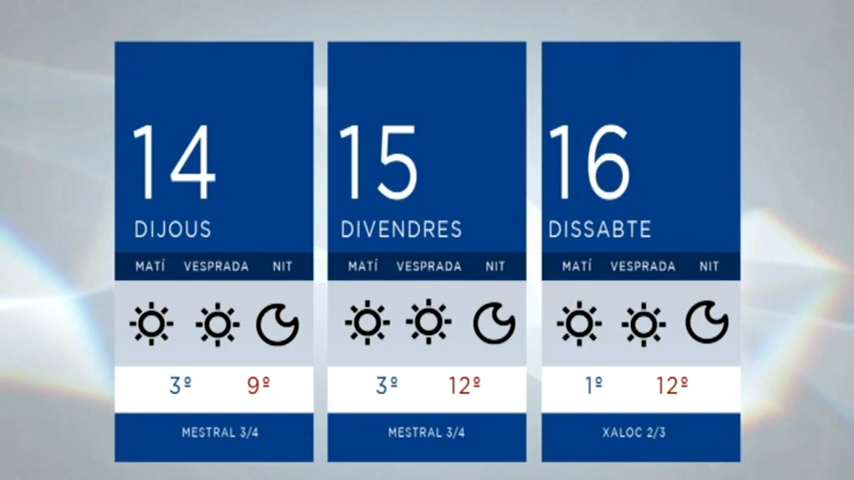 14
DIJOUS
MATÍ VESPRADA NIT
3º 9º
MESTRAL 3/4
15
DIVENDRES
MATÍ VESPRADA NIT
3º 12º
MESTRAL 3/4
16
DISSABTE
MATÍ VESPRADA NIT
1º 12º
XALOC 2/3